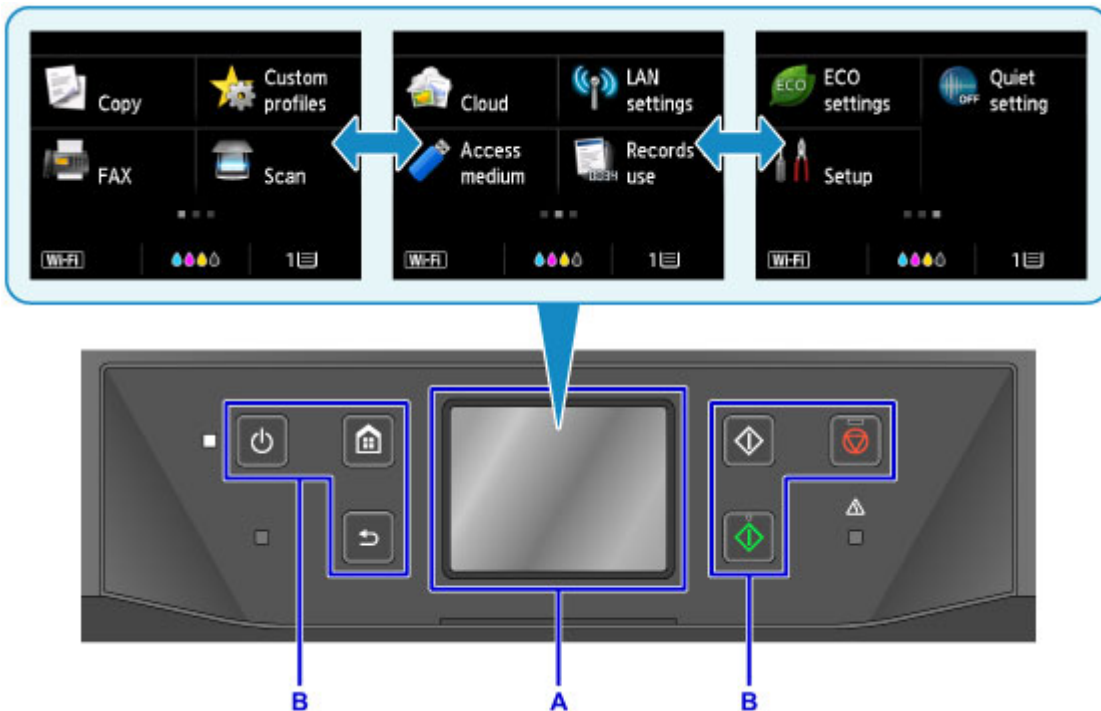 Copy
Custom
profiles
FAX
Scan
Wi-Fi
1
Cloud
LAN
settings
Access
medium
Records
use
Wi-Fi
1
ECO
ECO
settings
OFF
Quiet
setting
Setup
Wi-Fi
1
B
A
B